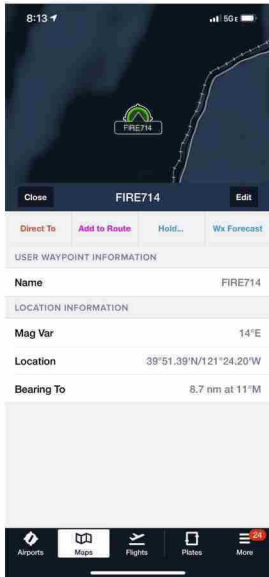 8:13 5GE
FIRE714
Close FIRE714 Edit
Direct To Add to Route Hold... Wx Forecast
USER WAYPOINT INFORMATION
Name FIRE714
LOCATION INFORMATION
Mag Var 14°E
Location 39°51.39'N/121°24.20'W
Bearing To 8.7 nm at 11°M
24
Airports Maps Flights Plates More